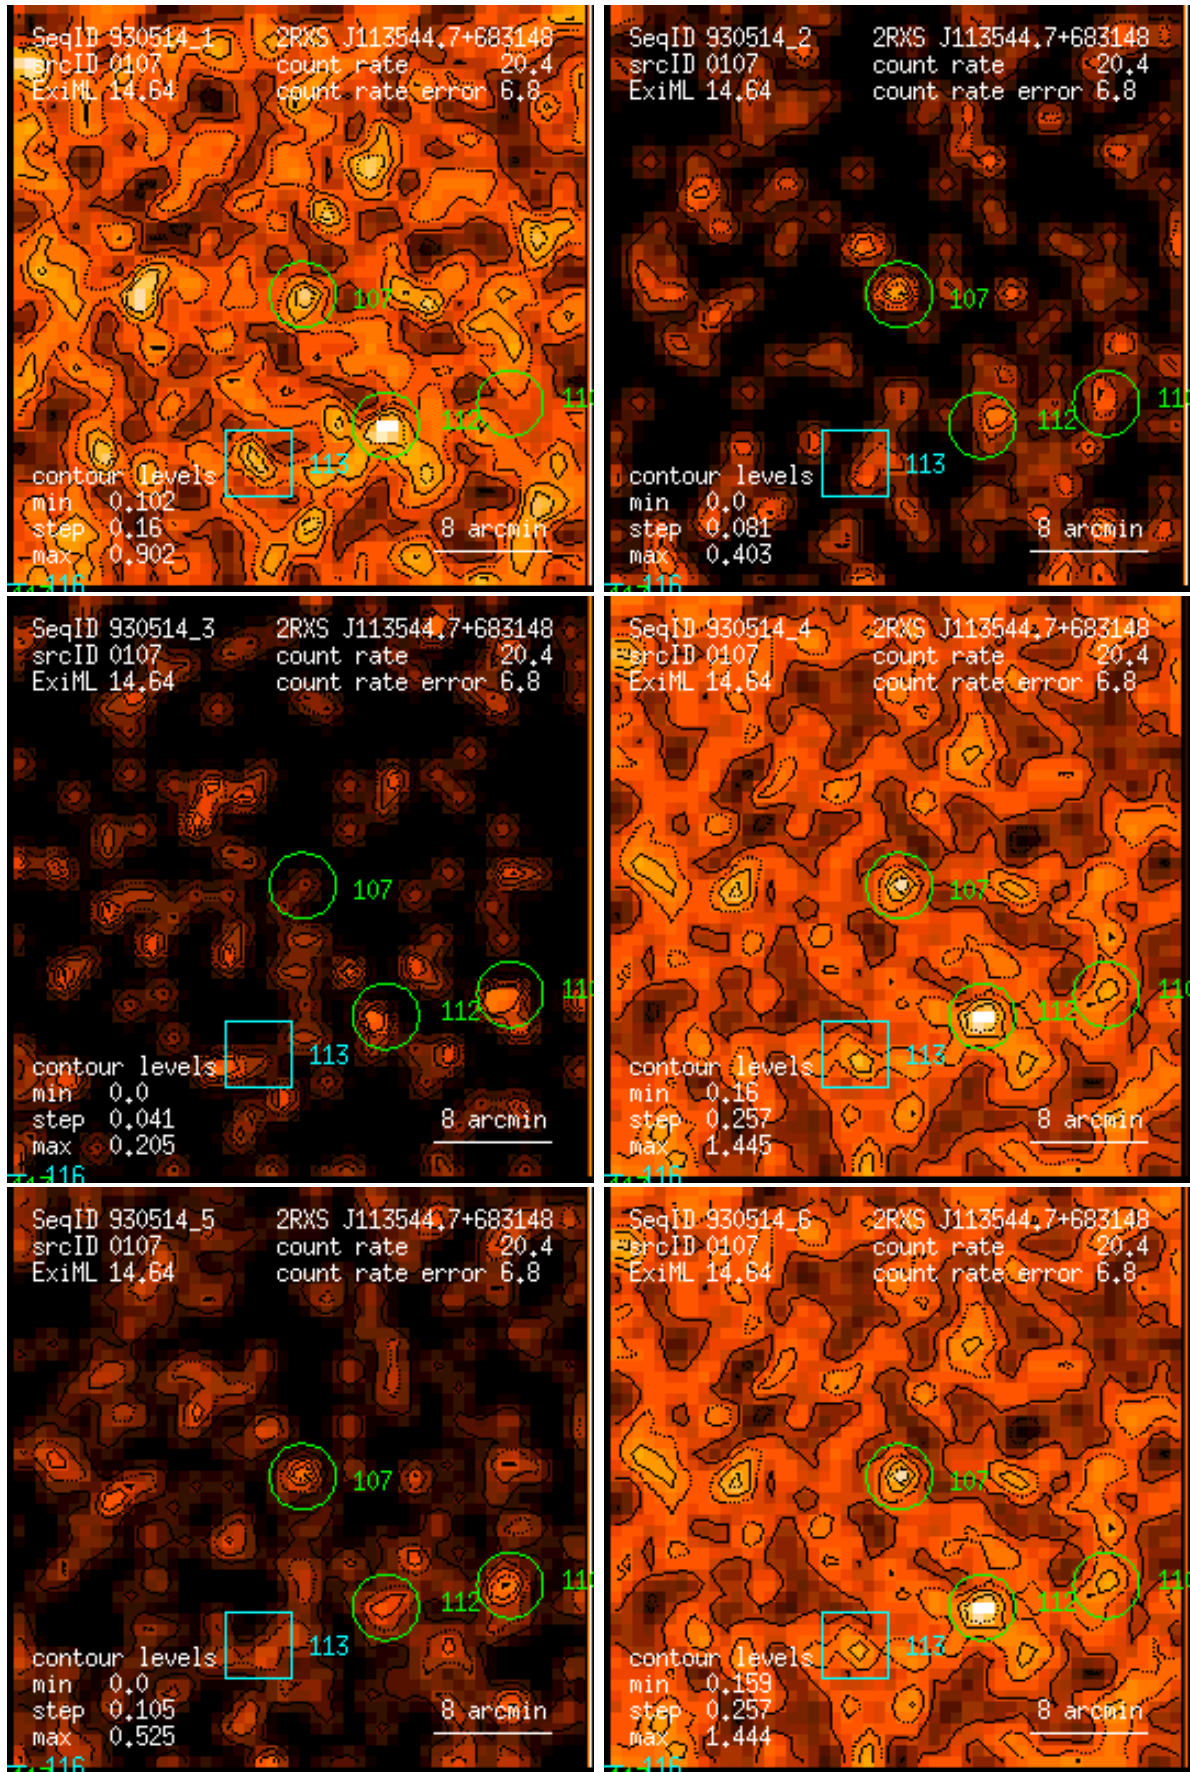 SeqID 930514_1 2RXS J113544.7+683148
srcID 0107 count rate 20.4
ExiML 14.64 count rate error 6.8
107
112
113
contour levels
min 0.102
step 0.16 8 arcmin
max 0.902
116
SeqID 930514_2 2RXS J113544.7+683148
srcID 0107 count rate 20.4
ExiML 14.64 count rate error 6.8
107
112
113
contour levels
min 0.0
step 0.081 8 arcmin
max 0.403
116
SeqID 930514_3 2RXS J113544.7+683148
srcID 0107 count rate 20.4
ExiML 14.64 count rate error 6.8
107
112
113
contour levels
min 0.0
step 0.041 8 arcmin
max 0.205
116
SeqID 930514_4 2RXS J113544.7+683148
srcID 0107 count rate 20.4
ExiML 14.64 count rate error 6.8
107
112
113
contour levels
min 0.16
step 0.257 8 arcmin
max 1.445
116
SeqID 930514_5 2RXS J113544.7+683148
srcID 0107 count rate 20.4
ExiML 14.64 count rate error 6.8
107
112
113
contour levels
min 0.0
step 0.105 8 arcmin
max 0.525
116
SeqID 930514_6 2RXS J113544.7+683148
srcID 0107 count rate 20.4
ExiML 14.64 count rate error 6.8
107
112
113
contour levels
min 0.159
step 0.257 8 arcmin
max 1.444
116